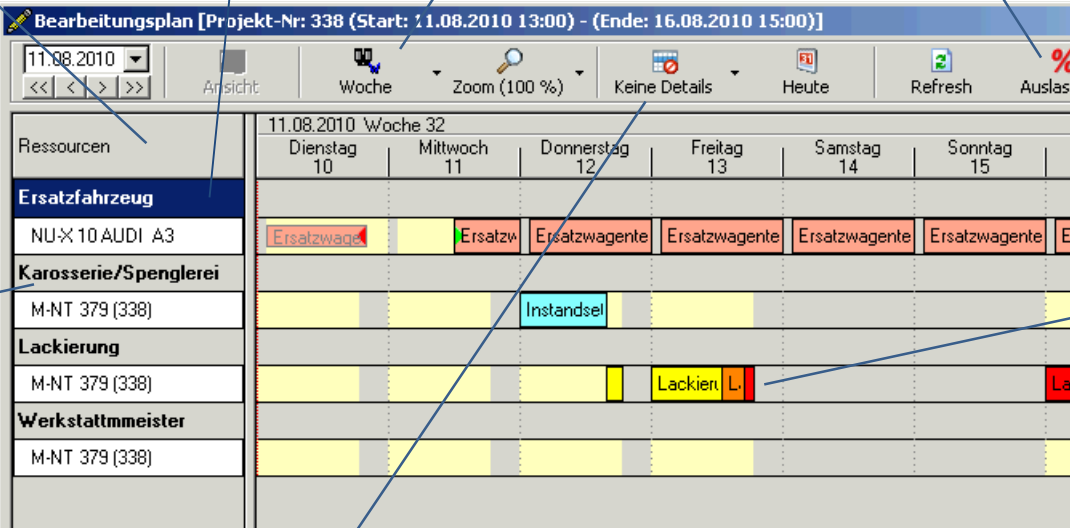 Bearbeitungsplan [Projekt-Nr: 338 (Start: 11.08.2010 13:00) - (Ende: 16.08.2010 15:00)]
11.08.2010
<< < > >>
Ansicht
Woche
Zoom (100 %)
Keine Details
Heute
Refresh
Auslas
%
11.08.2010 Woche 32
Ressourcen
Dienstag Mittwoch Donnerstag Freitag Samstag Sonntag
10 11 12 13 14 15
Ersatzfahrzeug
NU-X 10 AUDI A3
Ersatzwage Ersatzw Ersatzwagente Ersatzwagente Ersatzwagente Ersatzwagente E
Karosserie/Spenglerei
M-NT 379 (338)
Instandsel
Lackierung
M-NT 379 (338)
Lackieru L. La
Werkstattmmeister
M-NT 379 (338)